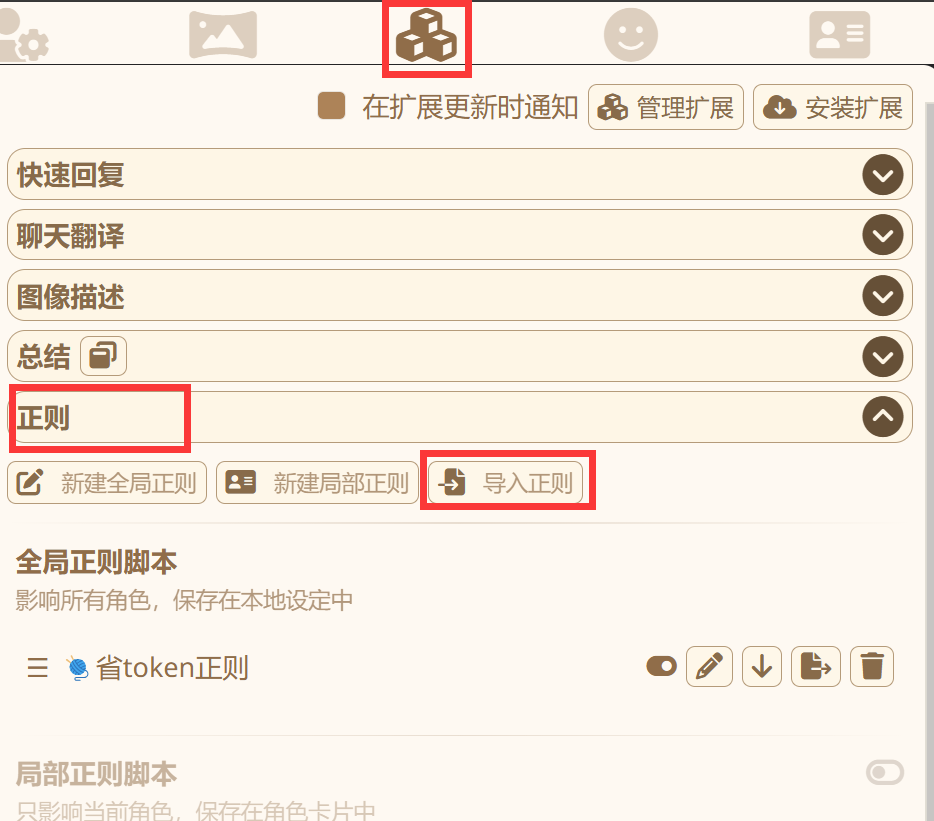 在扩展更新时通知 管理扩展 安装扩展
快速回复
聊天翻译
图像描述
总结
正则
新建全局正则 新建局部正则 导入正则
全局正则脚本
影响所有角色，保存在本地设定中
省token正则
局部正则脚本
只影响当前角色，保存在角色卡片中